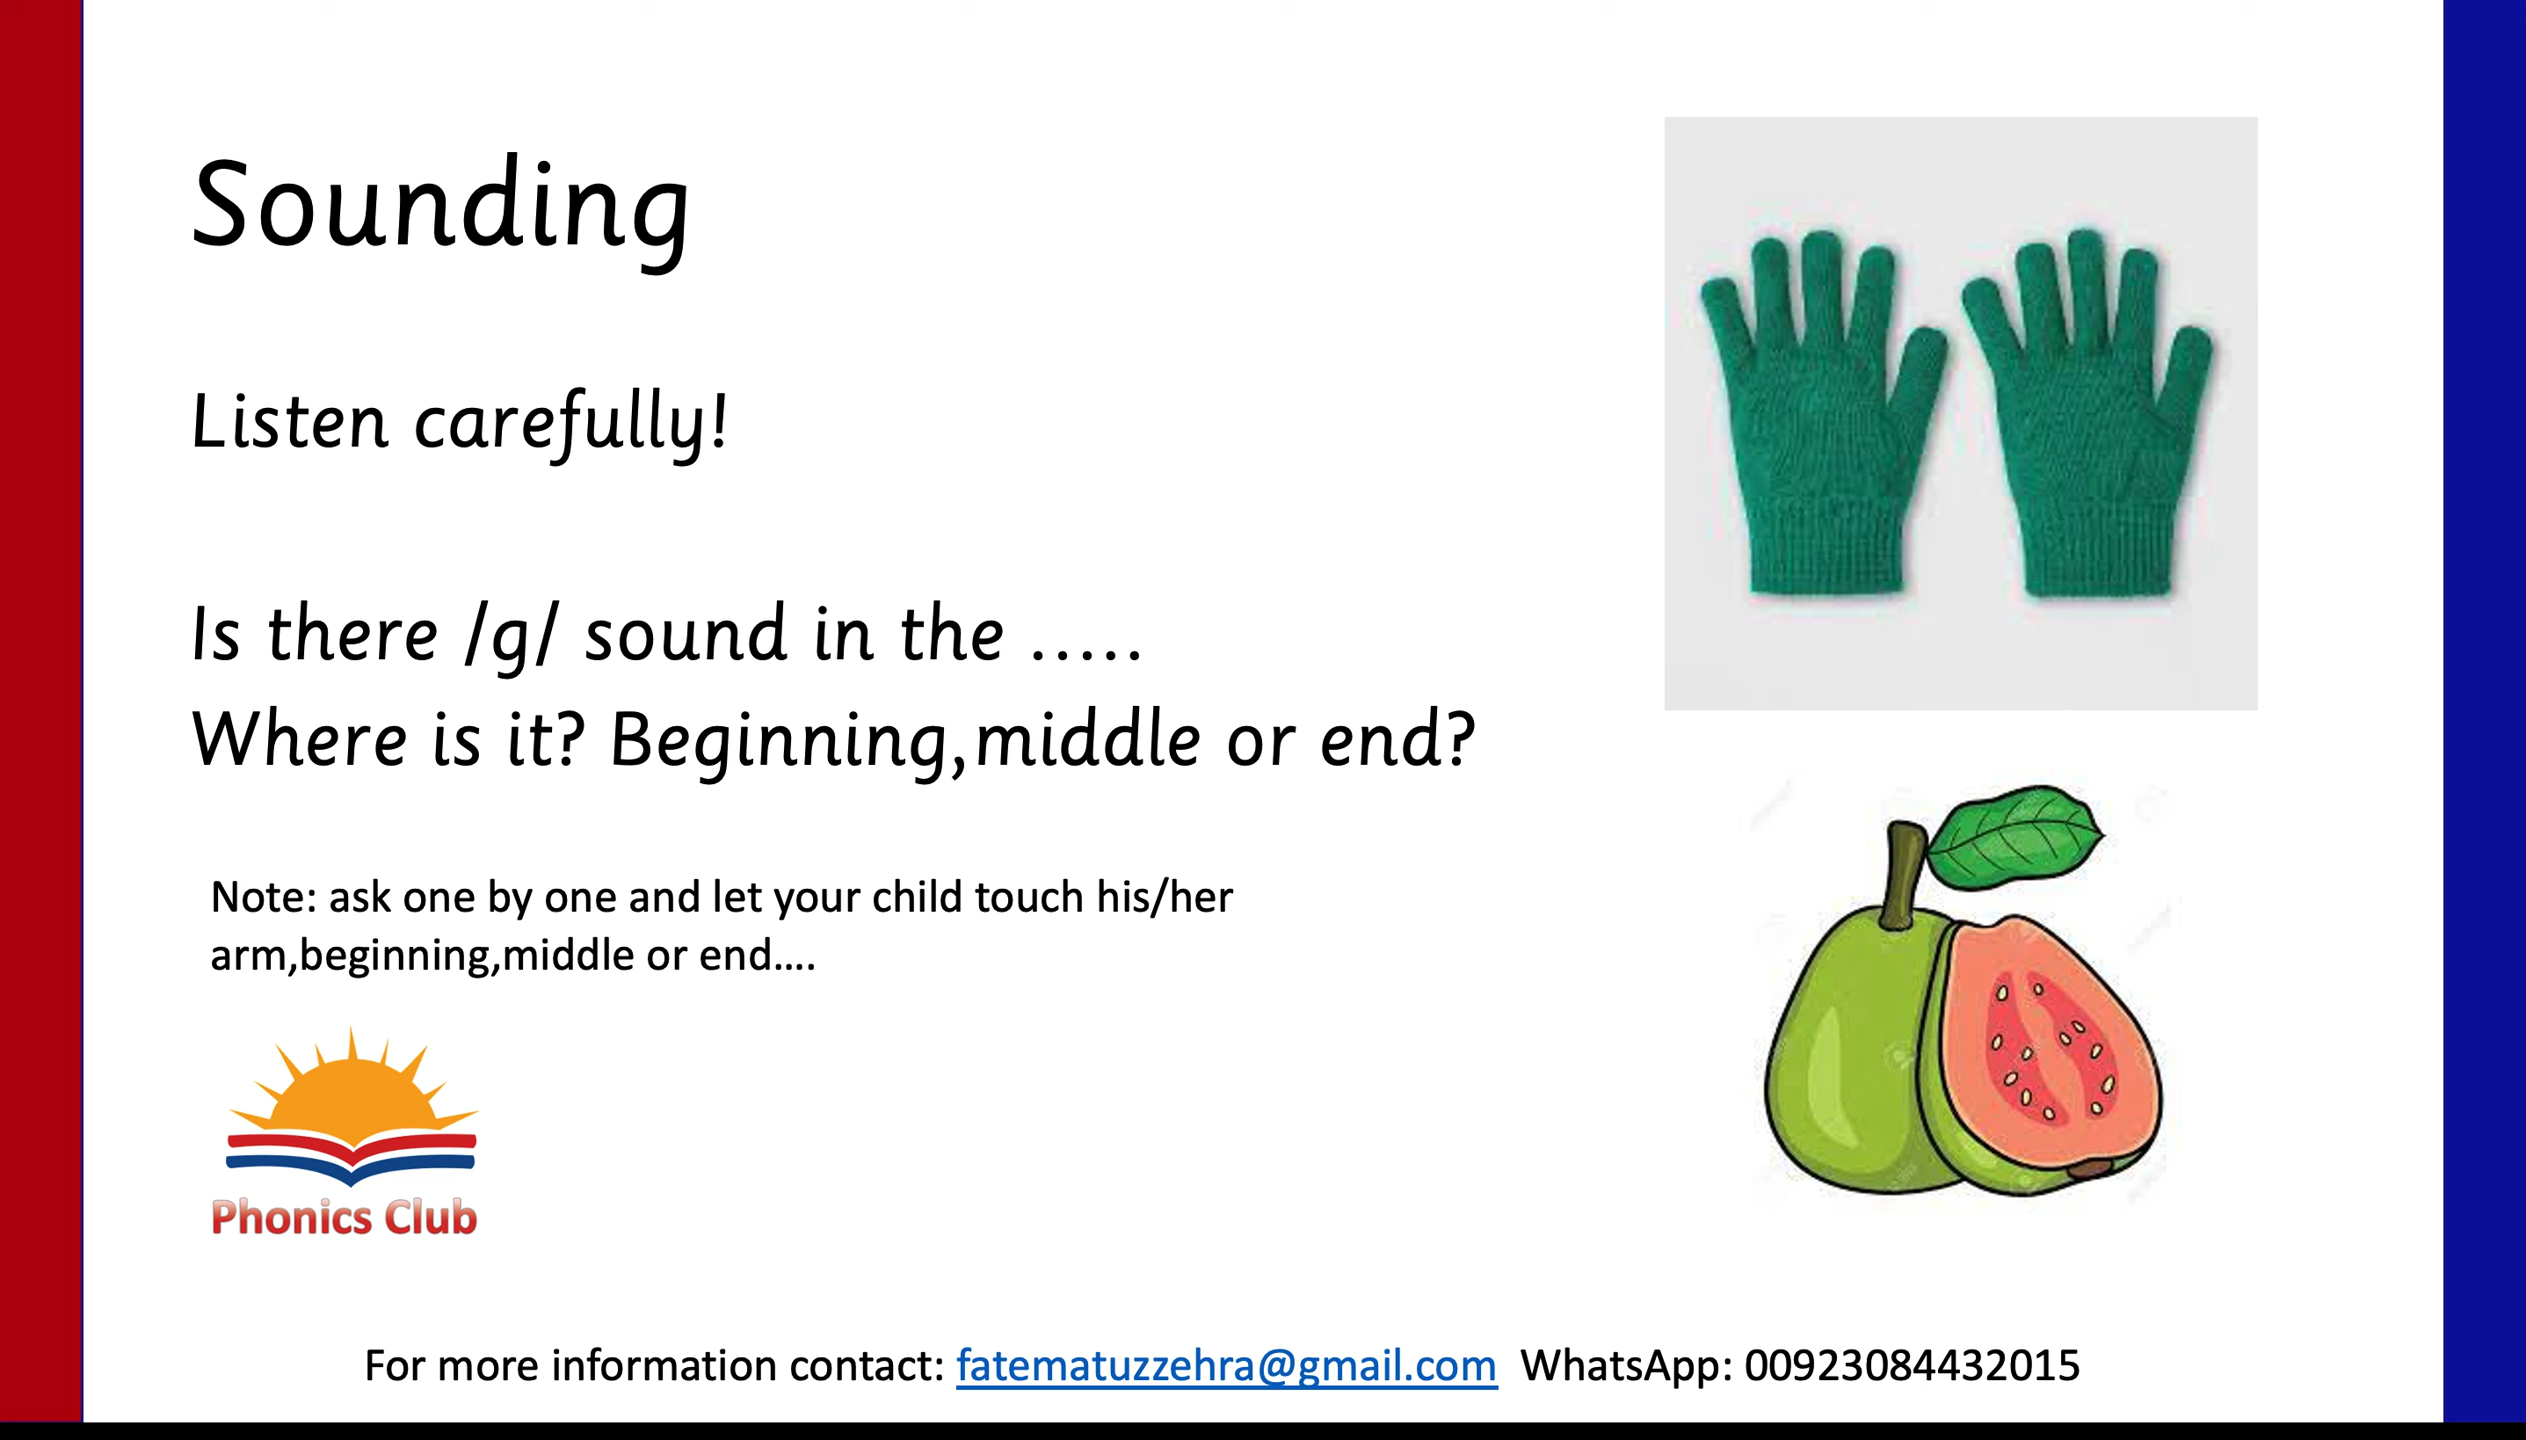 Sounding
Listen carefully!
Is there /g/ sound in the .....
Where is it? Beginning,middle or end?
Note: ask one by one and let your child touch his/her
arm,beginning,middle or end....
Phonics Club
For more information contact: fatematuzzehra@gmail.com WhatsApp: 00923084432015